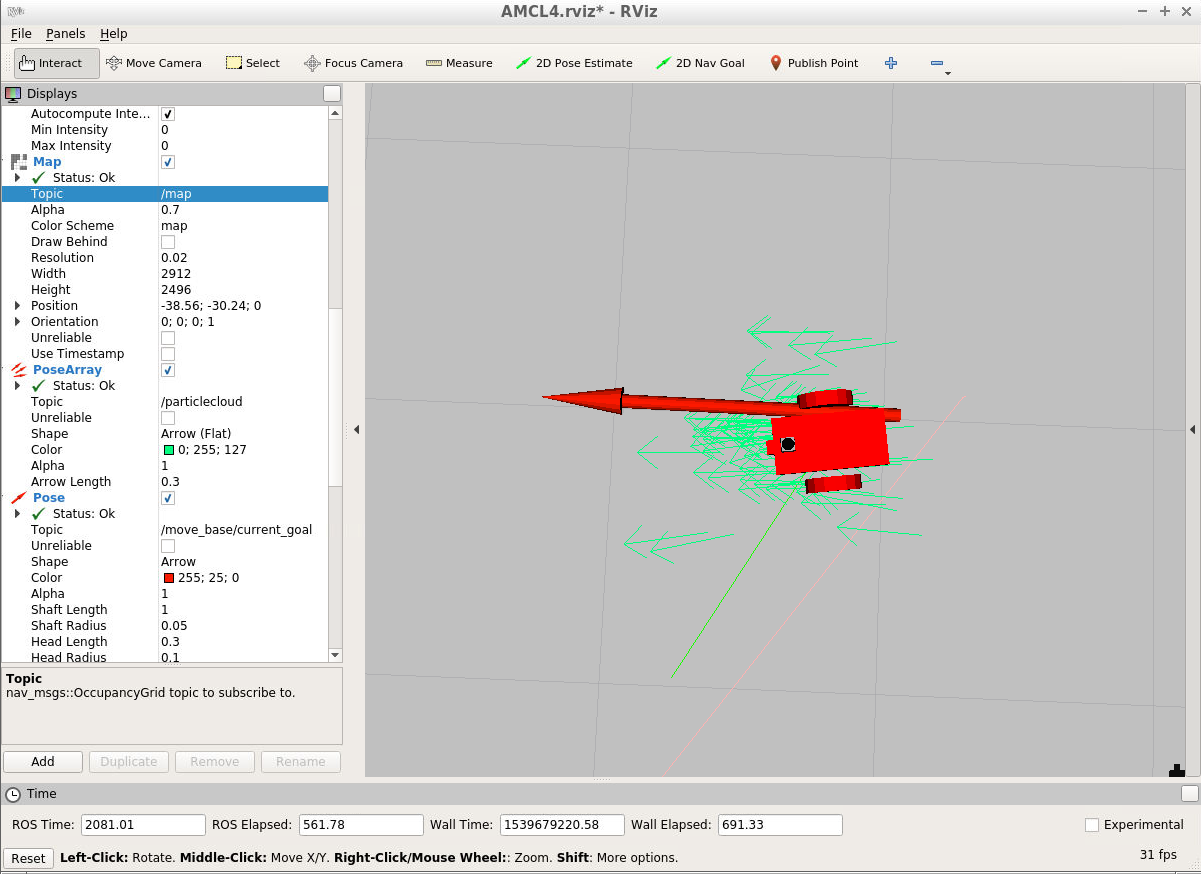 AMCL4.rviz* - RViz
File Panels Help
Interact Move Camera Select Focus Camera Measure 2D Pose Estimate 2D Nav Goal Publish Point
Displays
Autocompute Inte...
Min Intensity 0
Max Intensity 0
Map
Status: Ok
Topic /map
Alpha 0.7
Color Scheme map
Draw Behind
Resolution 0.02
Width 2912
Height 2496
Position -38.56; -30.24; 0
Orientation 0; 0; 0; 1
Unreliable
Use Timestamp
PoseArray
Status: Ok
Topic /particlecloud
Unreliable
Shape Arrow (Flat)
Color 0; 255; 127
Alpha 1
Arrow Length 0.3
Pose
Status: Ok
Topic /move_base/current_goal
Unreliable
Shape Arrow
Color 255; 25; 0
Alpha 1
Shaft Length 1
Shaft Radius 0.05
Head Length 0.3
Head Radius 0.1
Topic
nav_msgs::OccupancyGrid topic to subscribe to.
Add Duplicate Remove Rename
Time
ROS Time: 2081.01 ROS Elapsed: 561.78 Wall Time: 1539679220.58 Wall Elapsed: 691.33 Experimental
Reset Left-Click: Rotate. Middle-Click: Move X/Y. Right-Click/Mouse Wheel:: Zoom. Shift: More options. 31 fps